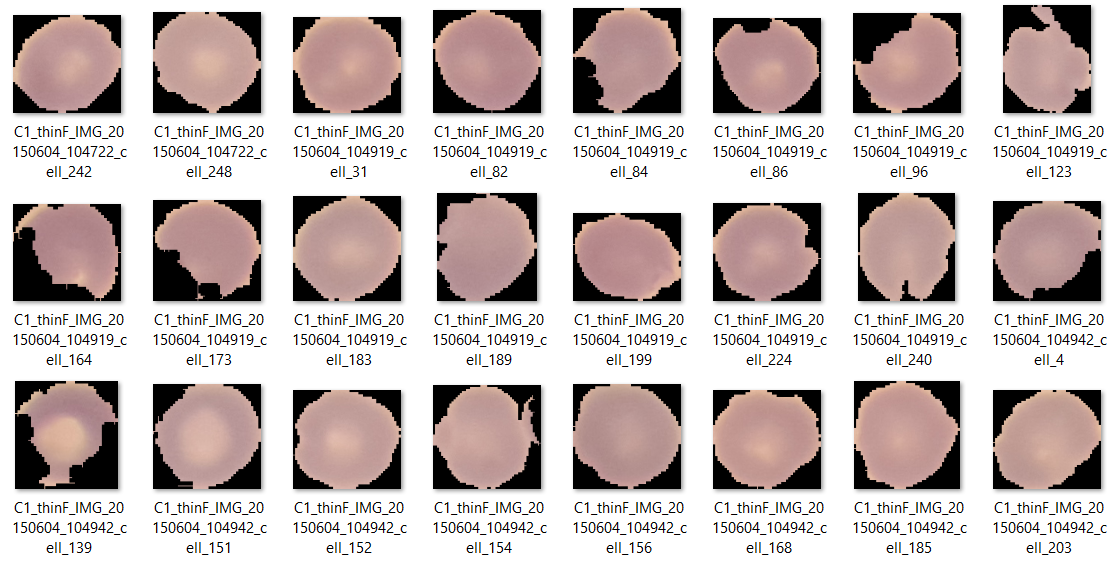 C1_thinF_IMG_20 C1_thinF_IMG_20 C1_thinF_IMG_20 C1_thinF_IMG_20 C1_thinF_IMG_20 C1_thinF_IMG_20 C1_thinF_IMG_20 C1_thinF_IMG_20
150604_104722_c 150604_104722_c 150604_104919_c 150604_104919_c 150604_104919_c 150604_104919_c 150604_104919_c 150604_104919_c
ell_242 ell_248 ell_31 ell_82 ell_84 ell_86 ell_96 ell_123
C1_thinF_IMG_20 C1_thinF_IMG_20 C1_thinF_IMG_20 C1_thinF_IMG_20 C1_thinF_IMG_20 C1_thinF_IMG_20 C1_thinF_IMG_20 C1_thinF_IMG_20
150604_104919_c 150604_104919_c 150604_104919_c 150604_104919_c 150604_104919_c 150604_104919_c 150604_104919_c 150604_104942_c
ell_164 ell_173 ell_183 ell_189 ell_199 ell_224 ell_240 ell_4
C1_thinF_IMG_20 C1_thinF_IMG_20 C1_thinF_IMG_20 C1_thinF_IMG_20 C1_thinF_IMG_20 C1_thinF_IMG_20 C1_thinF_IMG_20 C1_thinF_IMG_20
150604_104942_c 150604_104942_c 150604_104942_c 150604_104942_c 150604_104942_c 150604_104942_c 150604_104942_c 150604_104942_c
ell_139 ell_151 ell_152 ell_154 ell_156 ell_168 ell_185 ell_203